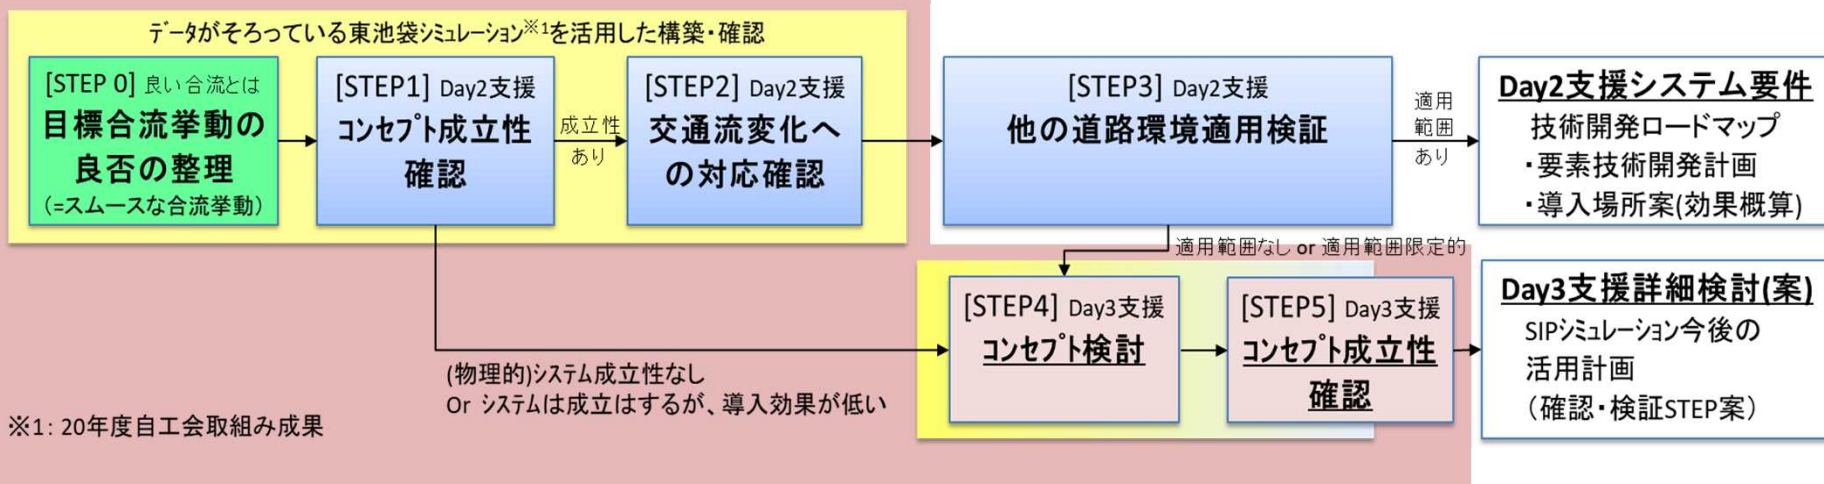 データがそろっている東池袋シミュレーション※1を活用した構築・確認
[STEP 0] 良い合流とは
目標合流挙動の
良否の整理
(=スムースな合流挙動)
[STEP1] Day2支援
コンセプト成立性
確認
成立性
あり
[STEP2] Day2支援
交通流変化へ
の対応確認
[STEP3] Day2支援
他の道路環境適用検証
適用
範囲
あり
Day2支援システム要件
技術開発ロードマップ
・要素技術開発計画
・導入場所案(効果概算)
適用範囲なし or 適用範囲限定的
[STEP4] Day3支援
コンセプト検討
[STEP5] Day3支援
コンセプト成立性
確認
Day3支援詳細検討(案)
SIPシミュレーション今後の
活用計画
（確認・検証STEP案）
(物理的)システム成立性なし
Or システムは成立はするが、導入効果が低い
※1: 20年度自工会取組み成果